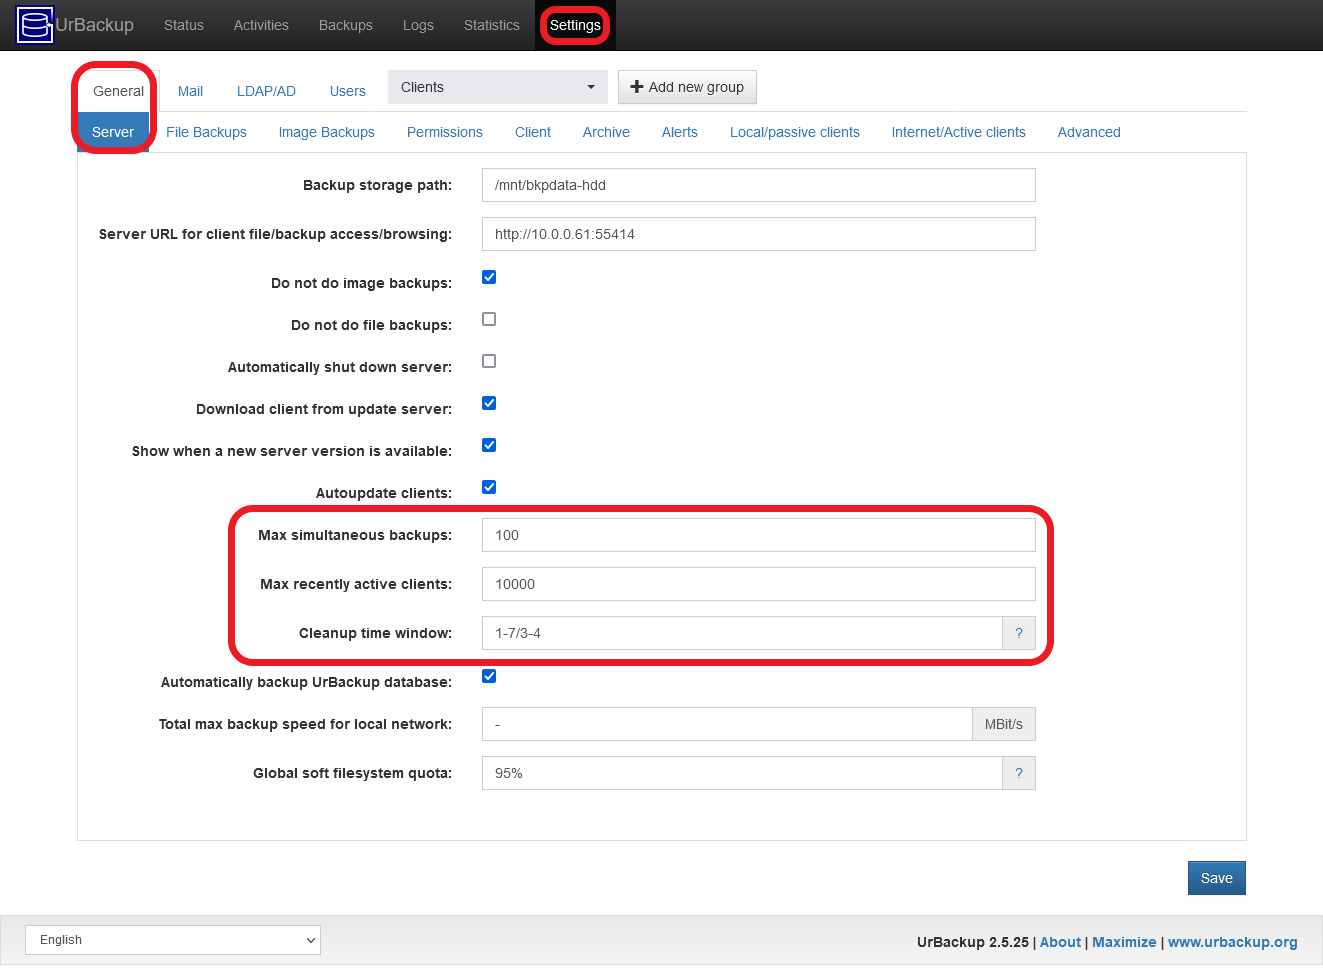 UrBackup Status Activities Backups Logs Statistics Settings
General Mail LDAP/AD Users Clients Add new group
Server File Backups Image Backups Permissions Client Archive Alerts Local/passive clients Internet/Active clients Advanced
Backup storage path: /mnt/bkpdata-hdd
Server URL for client file/backup access/browsing: http://10.0.0.61:55414
Do not do image backups:
Do not do file backups:
Automatically shut down server:
Download client from update server:
Show when a new server version is available:
Autoupdate clients:
Max simultaneous backups: 100
Max recently active clients: 10000
Cleanup time window: 1-7/3-4 ?
Automatically backup UrBackup database:
Total max backup speed for local network: - MBit/s
Global soft filesystem quota: 95% ?
Save
English UrBackup 2.5.25 | About | Maximize | www.urbackup.org